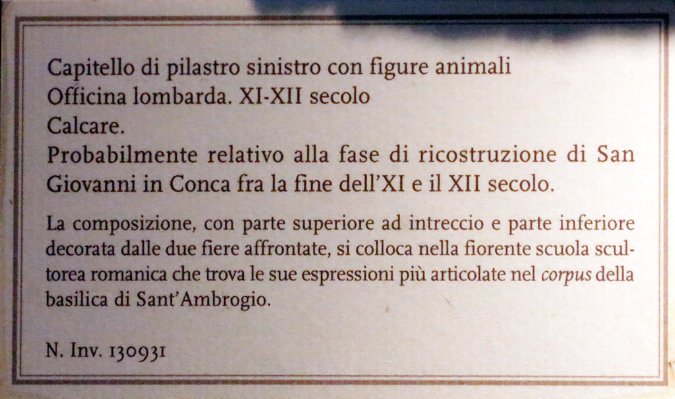 Capitello di pilastro sinistro con figure animali
Officina lombarda. XI-XII secolo
Calcare.
Probabilmente relativo alla fase di ricostruzione di San
Giovanni in Conca fra la fine dell'XI e il XII secolo.
La composizione, con parte superiore ad intreccio e parte inferiore
decorata dalle due fiere affrontate, si colloca nella fiorente scuola scul-
torea romanica che trova le sue espressioni più articolate nel corpus della
basilica di Sant'Ambrogio.
N. Inv. 130931